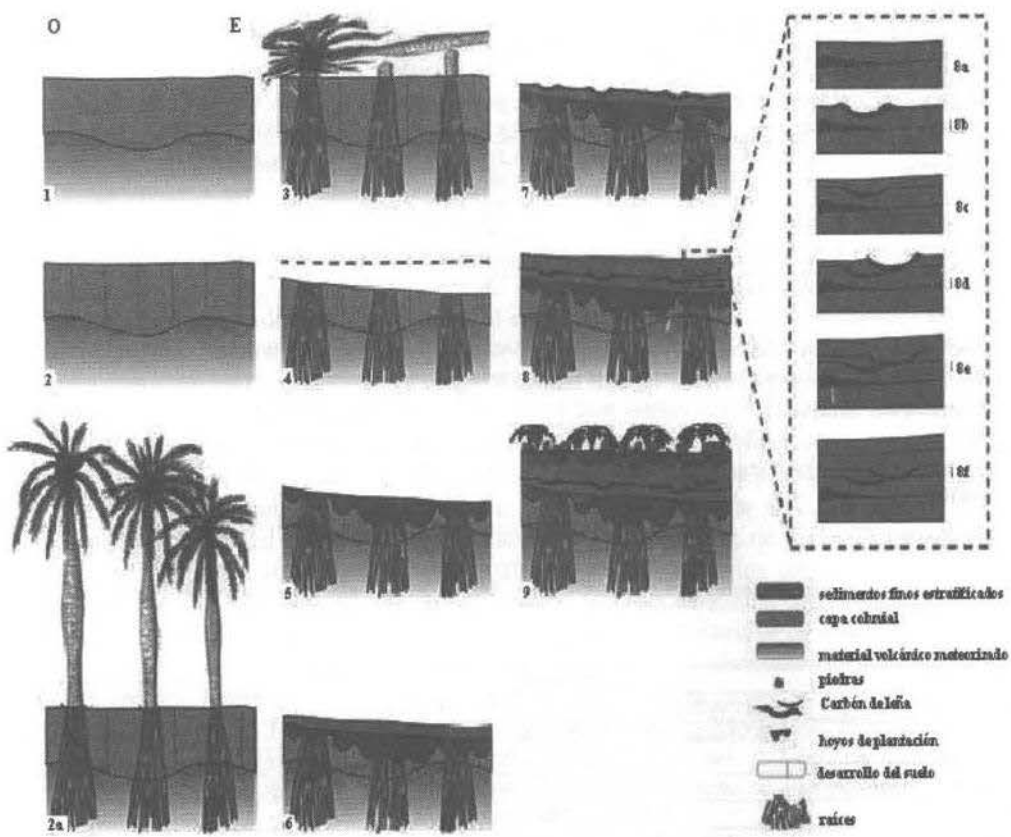 O
E
1
3
7
8a
8b
8c
2
4
8
8d
8e
8f
5
9
2a
6
sedimentos finos estratificados
capa coluvial
material volcánico meteorizado
piedras
Carbón de leña
hoyos de plantación
desarrollo del suelo
raíces